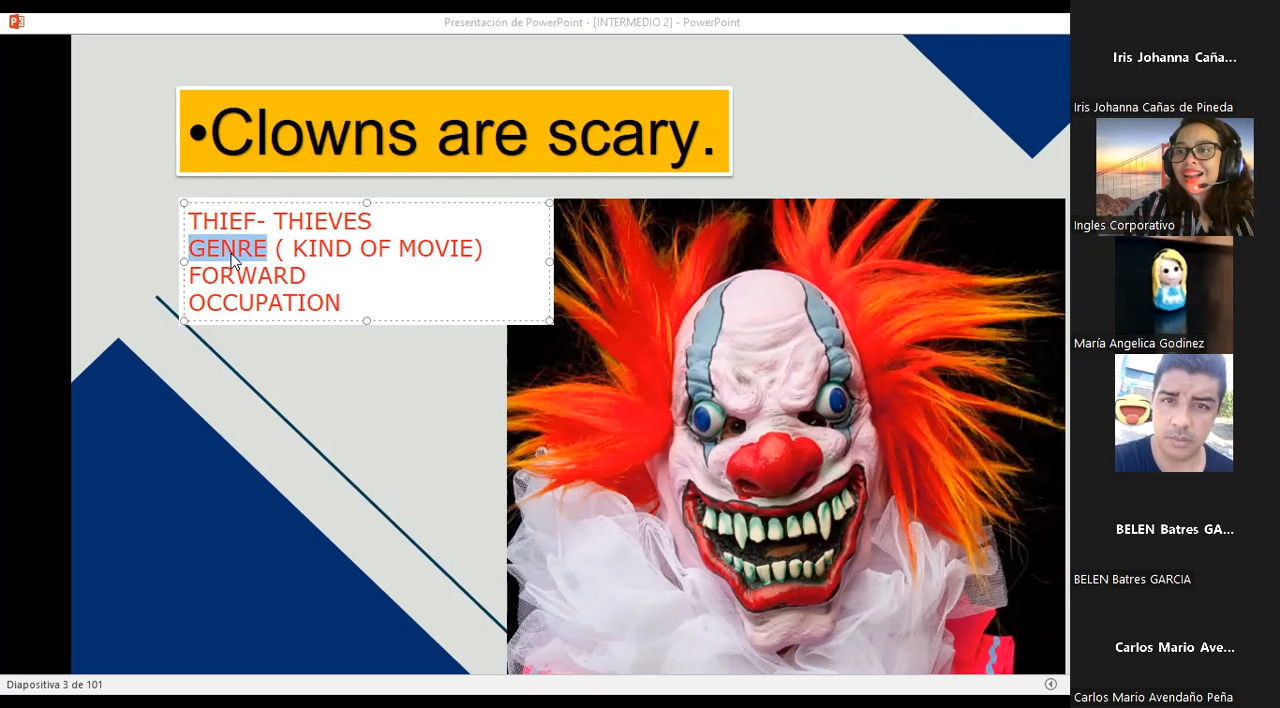 Presentación de PowerPoint - [INTERMEDIO 2] - PowerPoint
•Clowns are scary.
THIEF- THIEVES
GENRE ( KIND OF MOVIE)
FORWARD
OCCUPATION
Diapositiva 3 de 101
Iris Johanna Caña...
Iris Johanna Cañas de Pineda
Ingles Corporativo
María Angelica Godinez
BELEN Batres GA...
BELEN Batres GARCIA
Carlos Mario Ave...
Carlos Mario Avendaño Peña